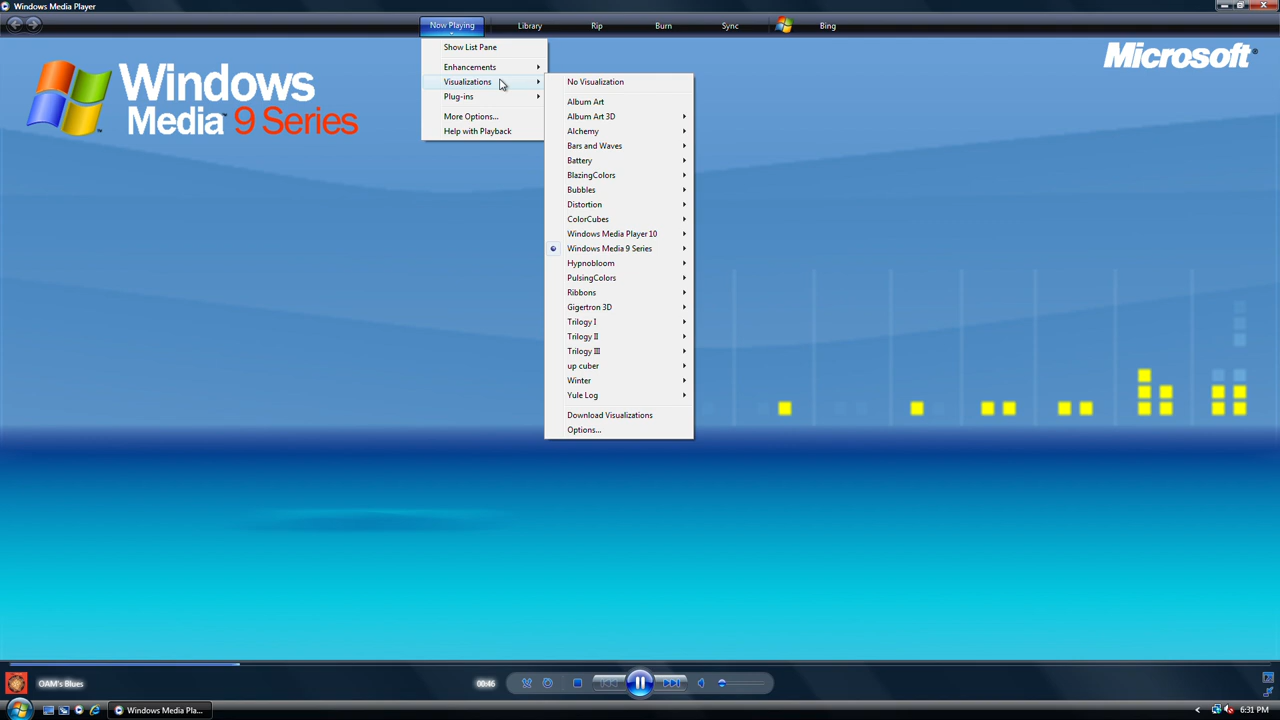 Windows Media Player
Now Playing
Library
Rip
Burn
Sync
Bing
Microsoft
Windows
Media 9 Series
Show List Pane
Enhancements
Visualizations
Plug-ins
More Options...
Help with Playback
No Visualization
Album Art
Album Art 3D
Alchemy
Bars and Waves
Battery
BlazingColors
Bubbles
Distortion
ColorCubes
Windows Media Player 10
Windows Media 9 Series
Hypnobloom
PulsingColors
Ribbons
Gigertron 3D
Trilogy I
Trilogy II
Trilogy III
up cuber
Winter
Yule Log
Download Visualizations
Options...
OAM's Blues
00:46
Windows Media Pla...
6:31 PM